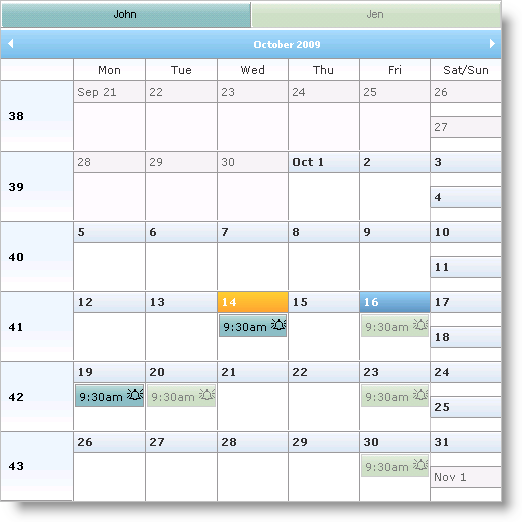 John Jen
October 2009
Mon Tue Wed Thu Fri Sat/Sun
38 Sep 21 22 23 24 25 26
27
39 28 29 30 Oct 1 2 3
4
40 5 6 7 8 9 10
11
41 12 13 14 15 16 17
9:30am 9:30am 18
42 19 20 21 22 23 24
9:30am 9:30am 9:30am 25
43 26 27 28 29 30 31
9:30am Nov 1